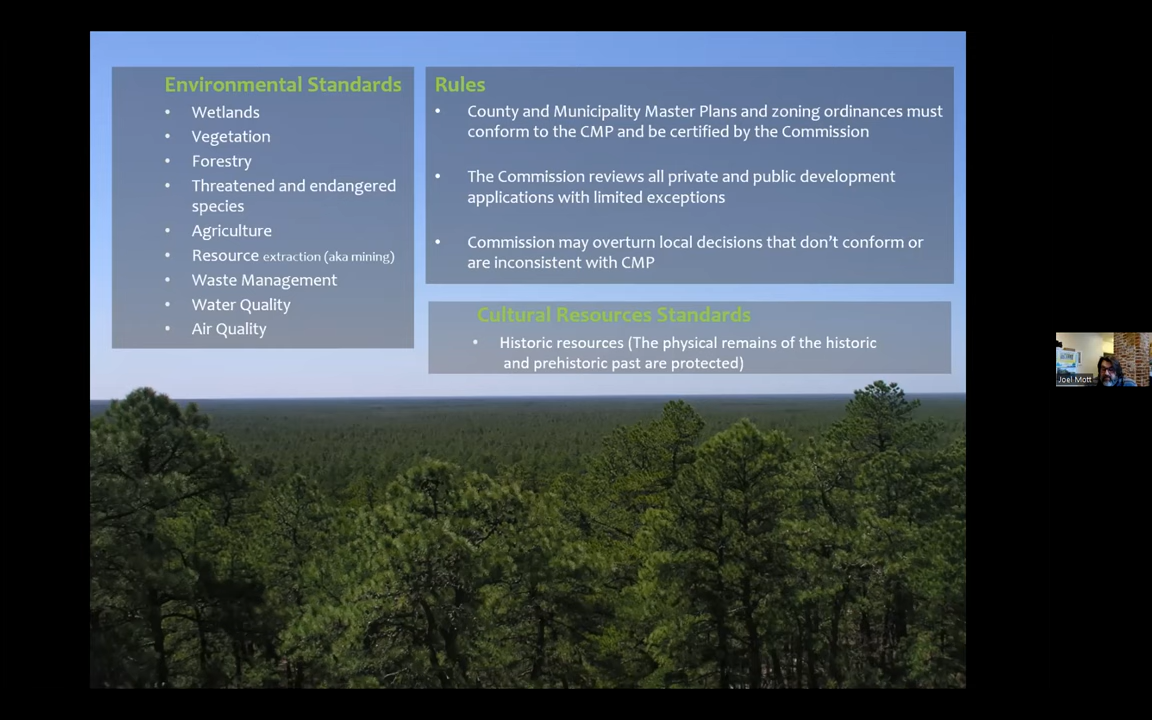 Environmental Standards
• Wetlands
• Vegetation
• Forestry
• Threatened and endangered
species
• Agriculture
• Resource extraction (aka mining)
• Waste Management
• Water Quality
• Air Quality
Rules
• County and Municipality Master Plans and zoning ordinances must
conform to the CMP and be certified by the Commission
• The Commission reviews all private and public development
applications with limited exceptions
• Commission may overturn local decisions that don’t conform or
are inconsistent with CMP
Cultural Resources Standards
• Historic resources (The physical remains of the historic
and prehistoric past are protected)
Joel Mott